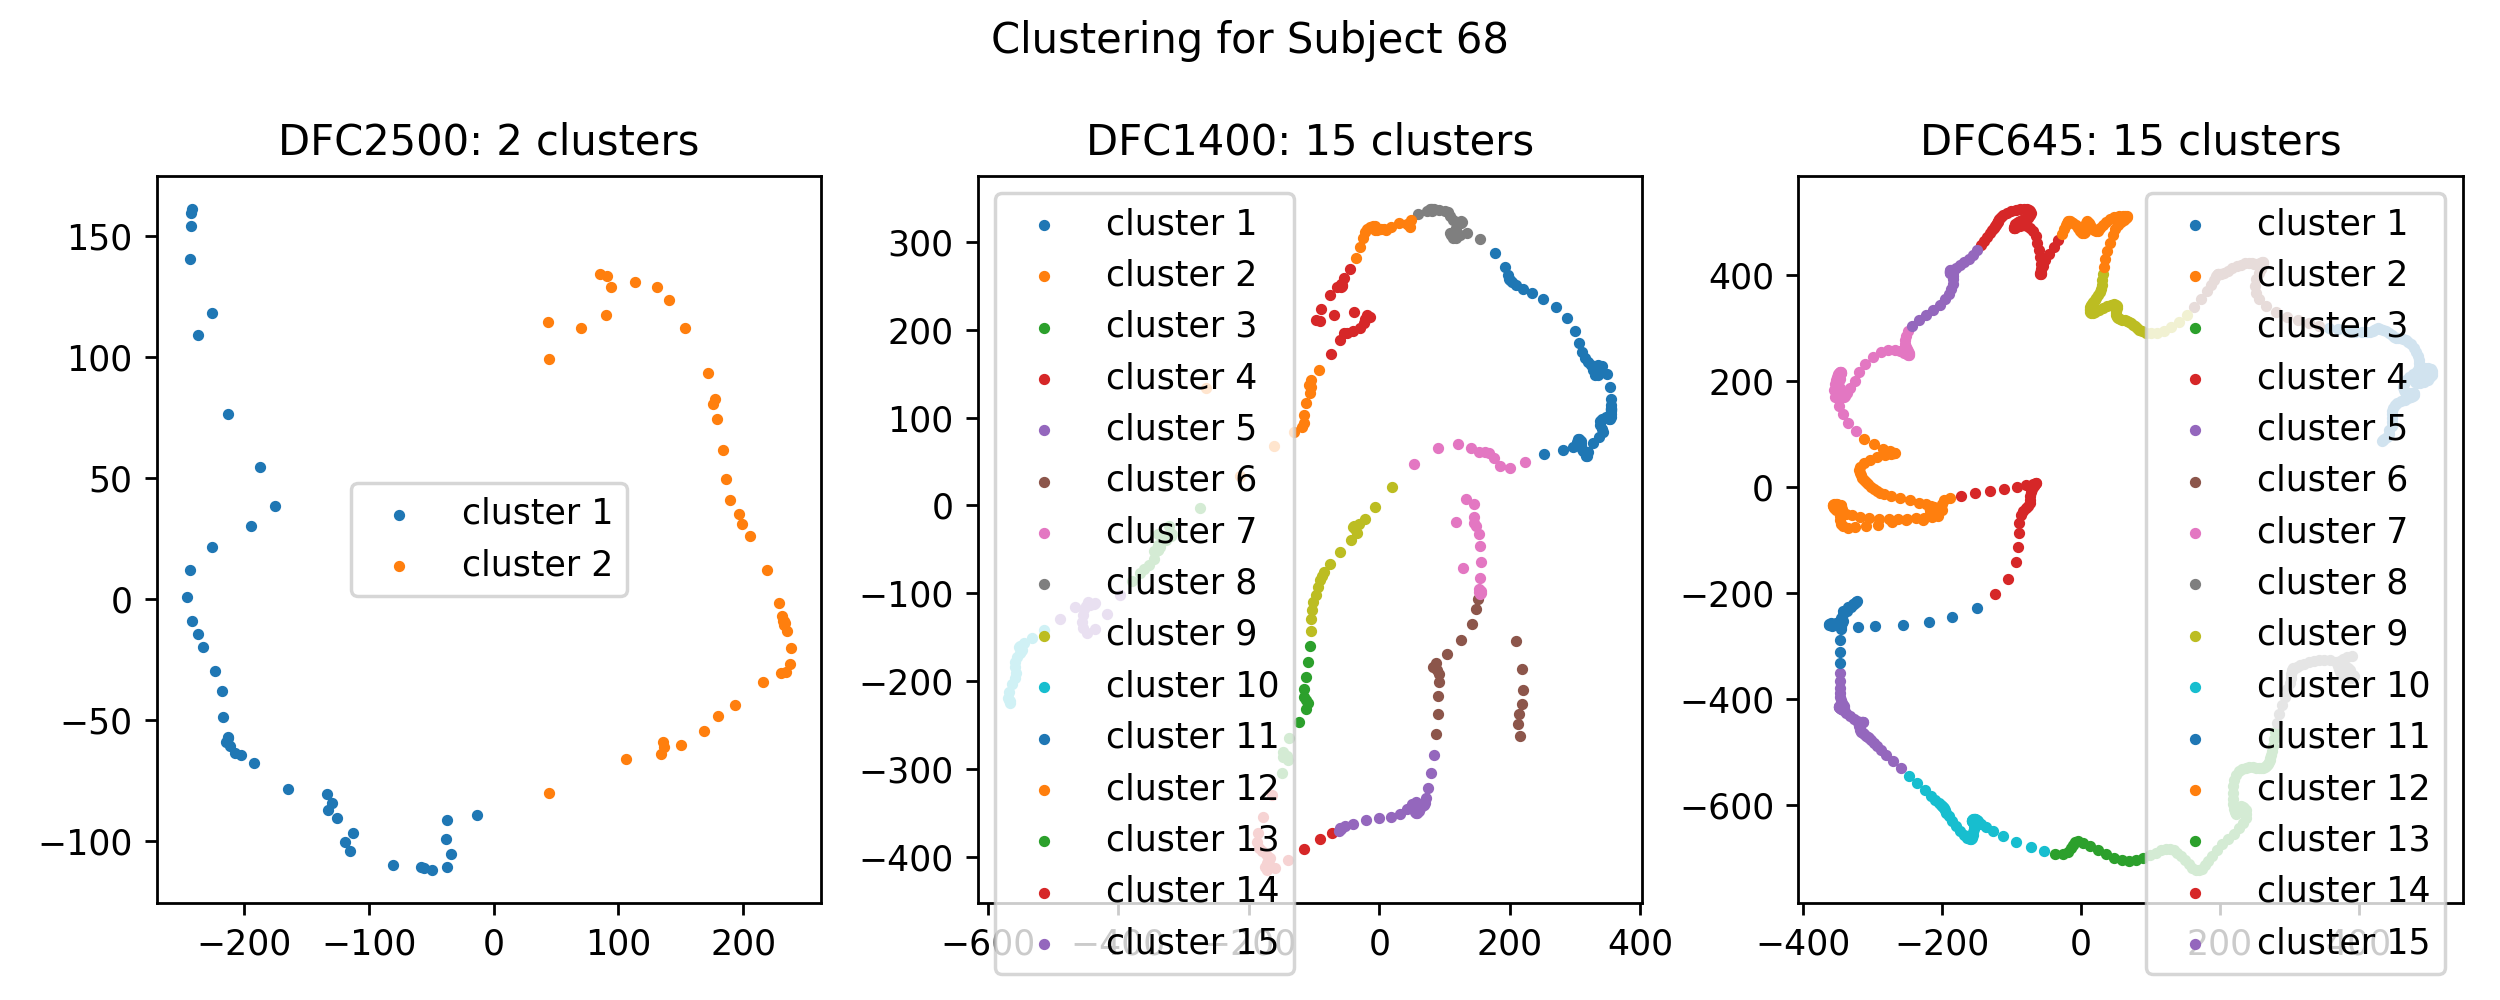 Clustering for Subject 68
DFC2500: 2 clusters
150
100
50
0
−50
−100
−200
−100
0
100
200
cluster 1
cluster 2
DFC1400: 15 clusters
300
200
100
0
−100
−200
−300
−400
−600
−400
−200
0
200
400
cluster 1
cluster 2
cluster 3
cluster 4
cluster 5
cluster 6
cluster 7
cluster 8
cluster 9
cluster 10
cluster 11
cluster 12
cluster 13
cluster 14
cluster 15
DFC645: 15 clusters
400
200
0
−200
−400
−600
−400
−200
0
200
400
cluster 1
cluster 2
cluster 3
cluster 4
cluster 5
cluster 6
cluster 7
cluster 8
cluster 9
cluster 10
cluster 11
cluster 12
cluster 13
cluster 14
cluster 15